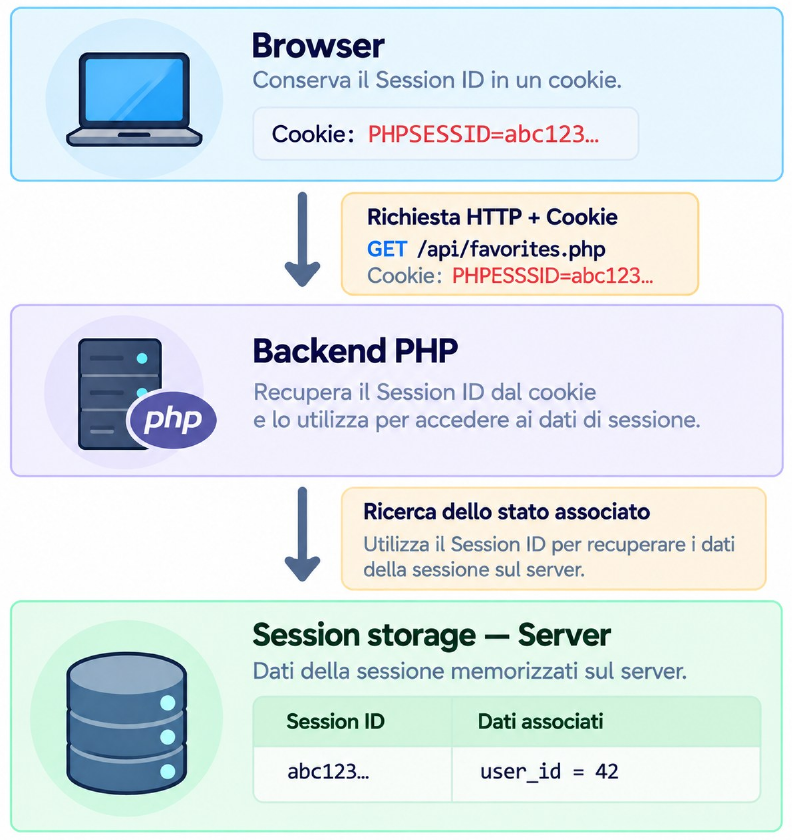 Browser
Conserva il Session ID in un cookie.
Cookie: PHPSESSID=abc123...
Richiesta HTTP + Cookie
GET /api/favorites.php
Cookie: PHPESSSID=abc123...
Backend PHP
Recupera il Session ID dal cookie
e lo utilizza per accedere ai dati di sessione.
php
Ricerca dello stato associato
Utilizza il Session ID per recuperare i dati
della sessione sul server.
Session storage — Server
Dati della sessione memorizzati sul server.
Session ID Dati associati
abc123... user_id = 42